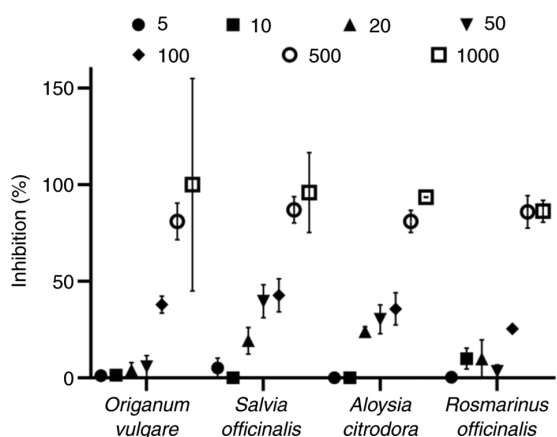 5 10 20 50
100 500 1000
Inhibition (%)
150
100
50
0
Origanum vulgare
Salvia officinalis
Aloysia citrodora
Rosmarinus officinalis